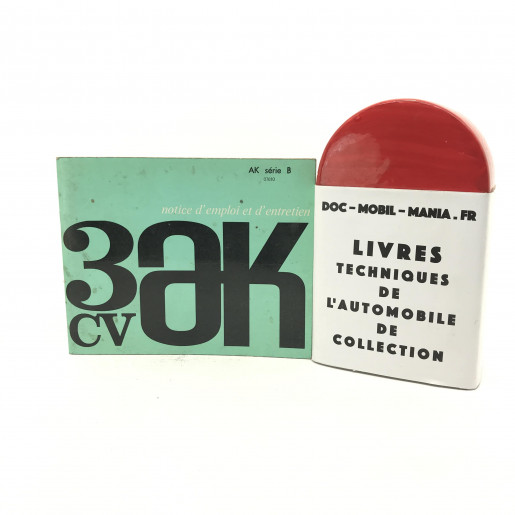 AK série B
notice d'emploi et d'entretien
3 AK
CV
DOC-MOBIL-MANIA.FR
LIVRES
TECHNIQUES
DE
L'AUTOMOBILE
DE
COLLECTION